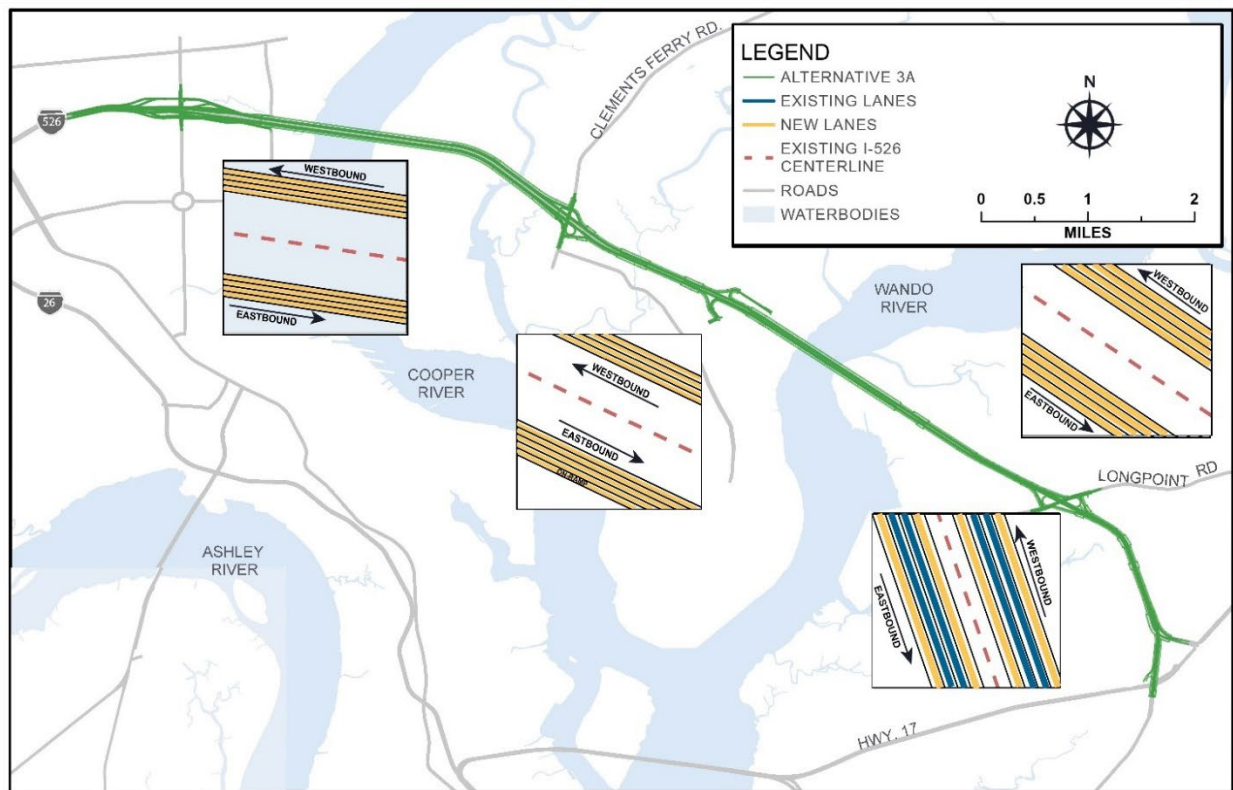 CLEMENTS FERRY RD.
LEGEND
ALTERNATIVE 3A
EXISTING LANES
NEW LANES
EXISTING I-526
CENTERLINE
ROADS
WATERBODIES
N
0 0.5 1 2
MILES
526
WESTBOUND
EASTBOUND
26
WANDO
RIVER
WESTBOUND
EASTBOUND
COOPER
RIVER
WESTBOUND
EASTBOUND
ON-RAMP
LONGPOINT RD
ASHLEY
RIVER
WESTBOUND
EASTBOUND
HWY. 17